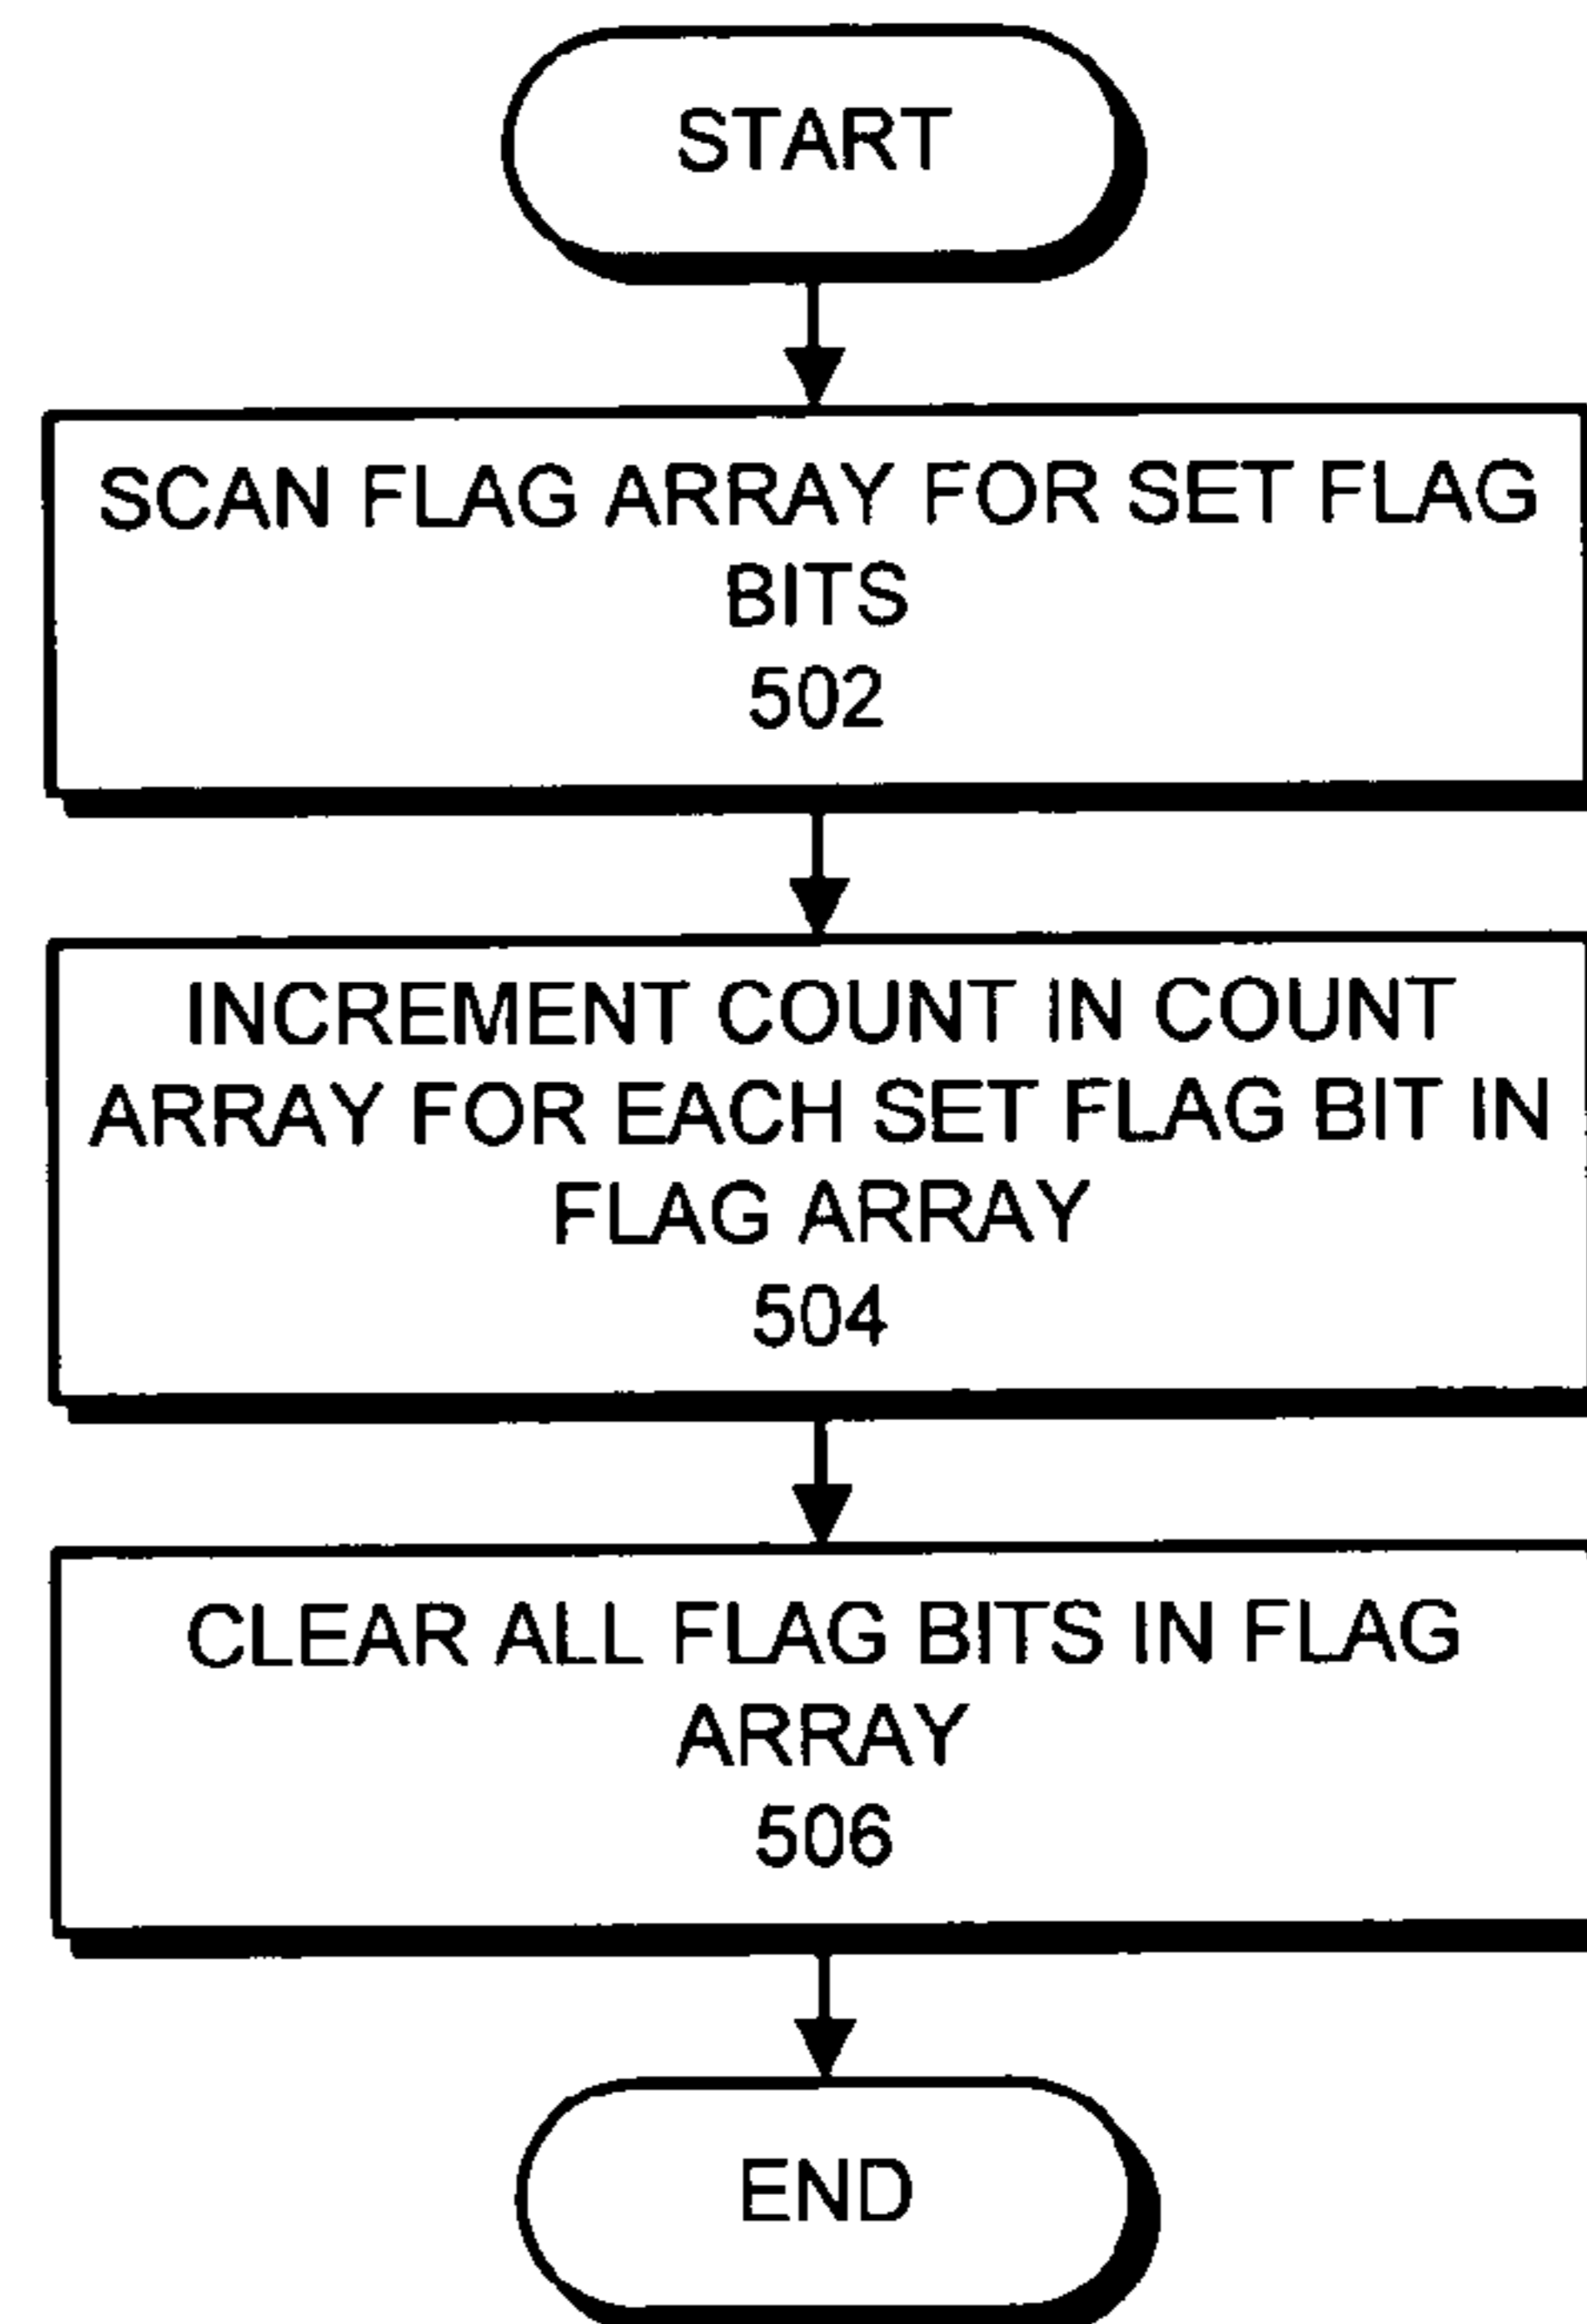 START
SCAN FLAG ARRAY FOR SET FLAG
BITS
502
INCREMENT COUNT IN COUNT
ARRAY FOR EACH SET FLAG BIT IN
FLAG ARRAY
504
CLEAR ALL FLAG BITS IN FLAG
ARRAY
506
END